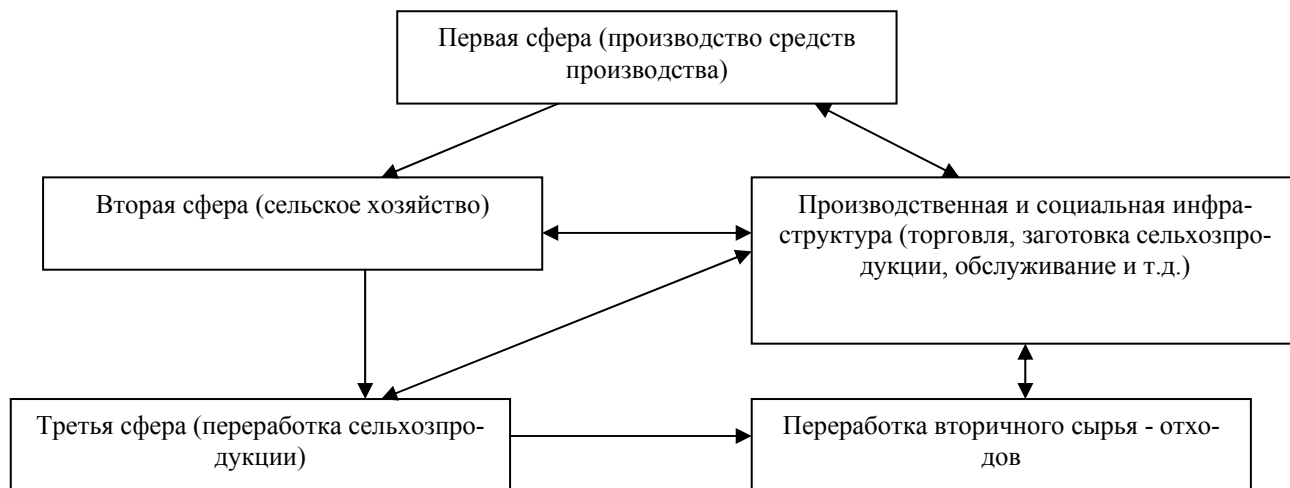 Первая сфера (производство средств
производства)
Вторая сфера (сельское хозяйство)
Производственная и социальная инфра-
структура (торговля, заготовка сельхозпро-
дукции, обслуживание и т.д.)
Третья сфера (переработка сельхозпро-
дукции)
Переработка вторичного сырья - отхо-
дов